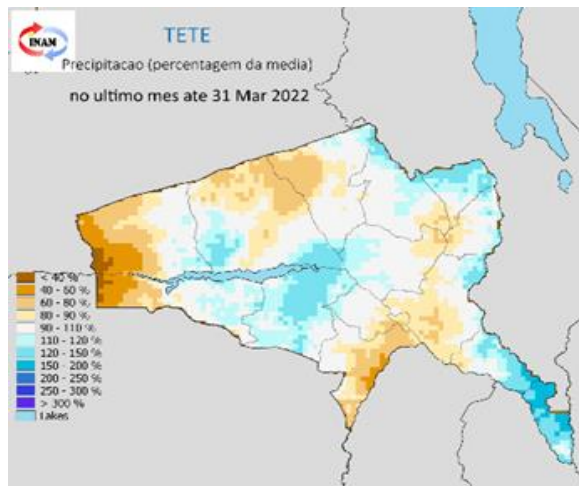 INAM
TETE
Precipitacao (percentagem da media)
no ultimo mes ate 31 Mar 2022
< 40 %
40 - 60 %
60 - 80 %
80 - 90 %
90 - 110 %
110 - 120 %
120 - 150 %
150 - 200 %
200 - 250 %
250 - 300 %
> 300 %
Lakes